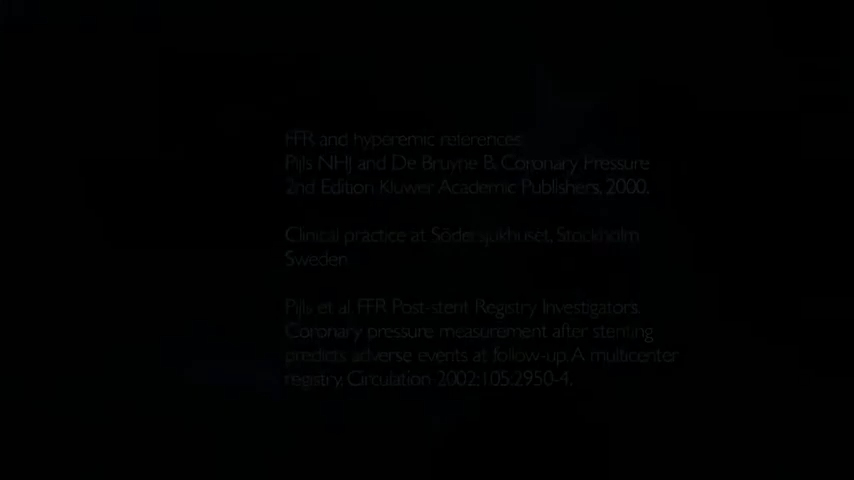 FFR and hyperemic references:
Pijls NHJ and De Bruyne B, Coronary Pressure
2nd Edition Kluwer Academic Publishers, 2000.
Clinical practice at Södersjukhuset, Stockholm
Sweden
Pijls et al FFR Post-stent Registry Investigators.
Coronary pressure measurement after stenting
predicts adverse events at follow-up. A multicenter
registry, Circulation 2002;105:2950-4.